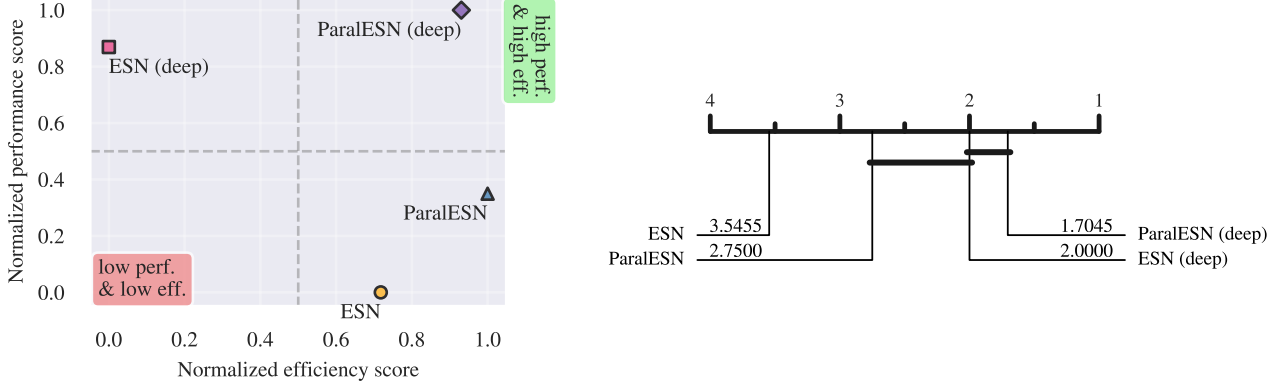 Normalized performance score
1.0
0.8
0.6
0.4
0.2
0.0
ParalESN (deep)
ESN (deep)
ParalESN
ESN
high perf.
& high eff.
low perf.
& low eff.
0.0 0.2 0.4 0.6 0.8 1.0
Normalized efficiency score
4 3 2 1
ESN 3.5455
ParalESN 2.7500
1.7045 ParalESN (deep)
2.0000 ESN (deep)